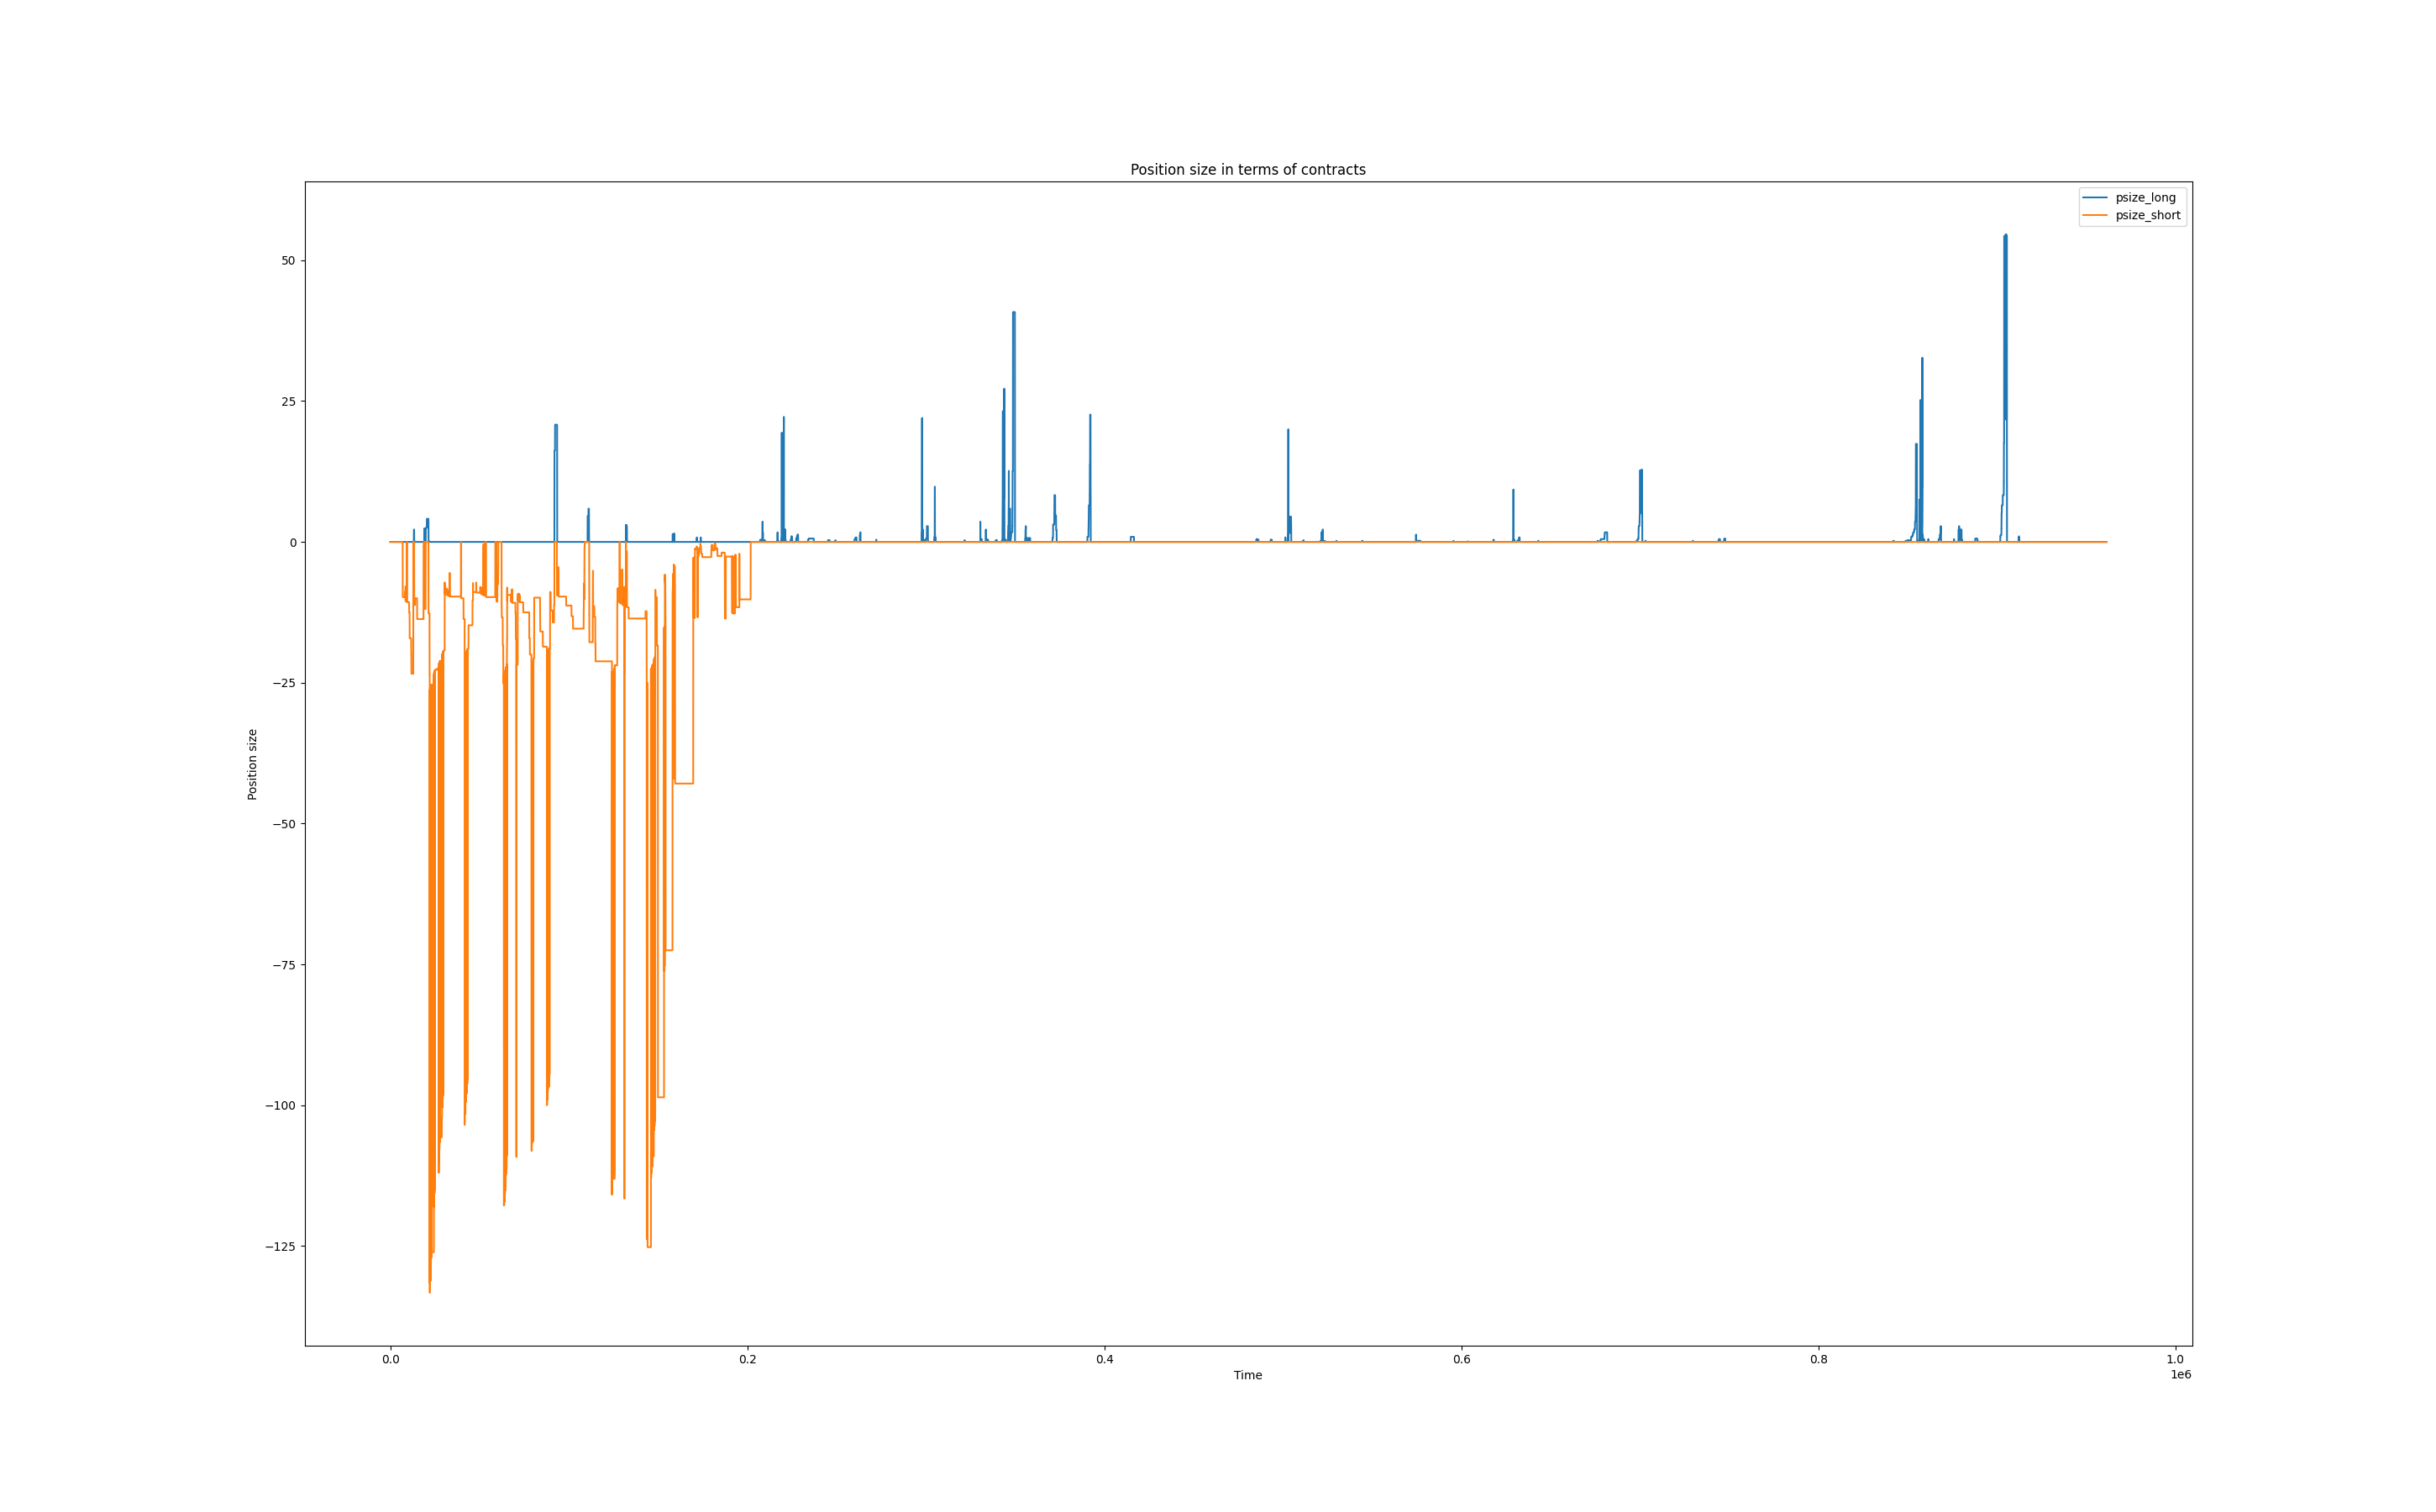 Position size in terms of contracts
psize_long
psize_short
50
25
0
−25
−50
−75
−100
−125
Position size
0.0
0.2
0.4
0.6
0.8
1.0
1e6
Time